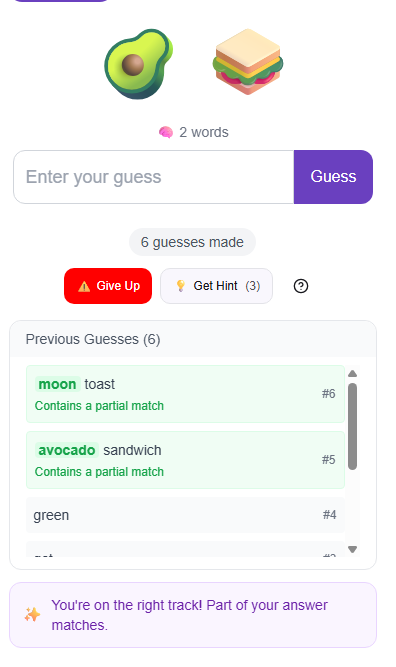 2 words
Enter your guess
Guess
6 guesses made
Give Up
Get Hint (3)
Previous Guesses (6)
moon toast
#6
Contains a partial match
avocado sandwich
#5
Contains a partial match
green
#4
You're on the right track! Part of your answer
matches.